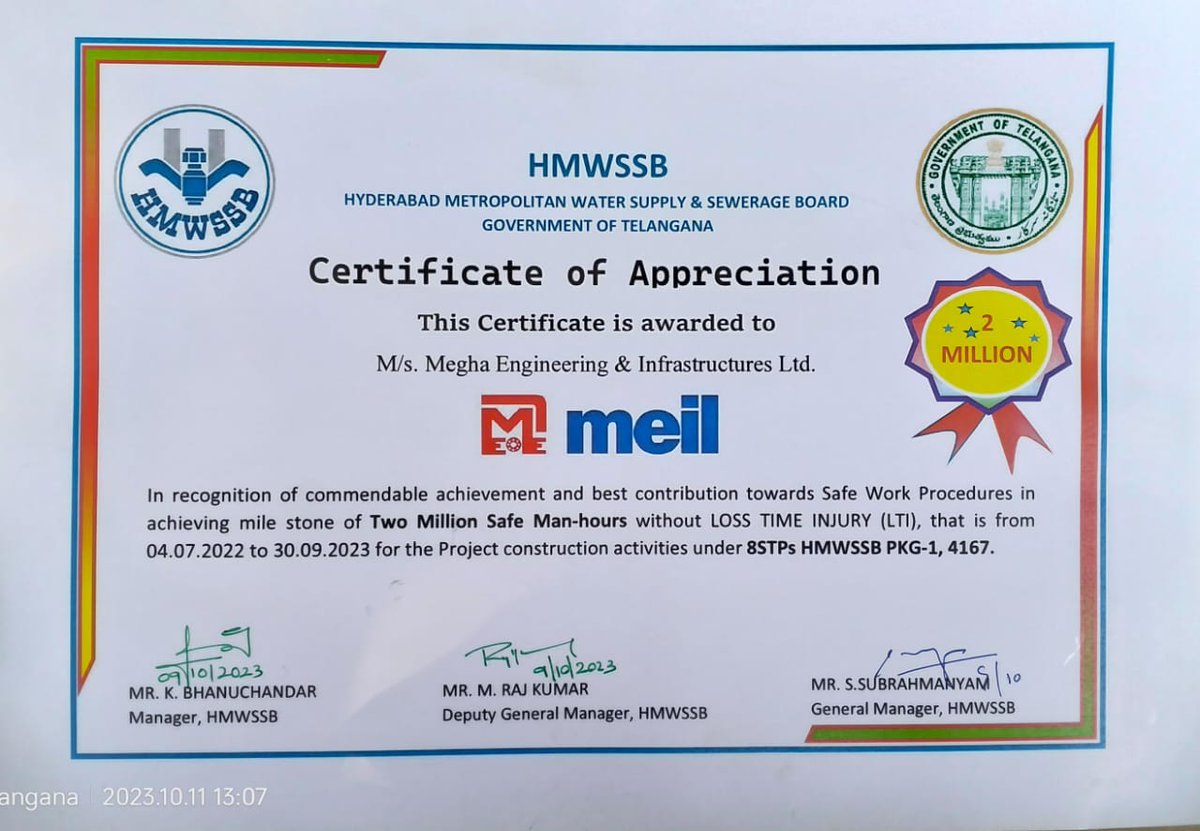 HMWSSB
HMWSSB
HYDERABAD METROPOLITAN WATER SUPPLY & SEWERAGE BOARD
GOVERNMENT OF TELANGANA
GOVERNMENT OF TELANGANA
Certificate of Appreciation
This Certificate is awarded to
M/s. Megha Engineering & Infrastructures Ltd.
2
MILLION
meil
In recognition of commendable achievement and best contribution towards Safe Work Procedures in
achieving mile stone of Two Million Safe Man-hours without LOSS TIME INJURY (LTI), that is from
04.07.2022 to 30.09.2023 for the Project construction activities under 8STPs HMWSSB PKG-1, 4167.
09/10/2023
MR. K. BHANUCHANDAR
Manager, HMWSSB
9/10/2023
MR. M. RAJ KUMAR
Deputy General Manager, HMWSSB
MR. S.SUBRAHMANYAM
General Manager, HMWSSB
angana 2023.10.11 13:07